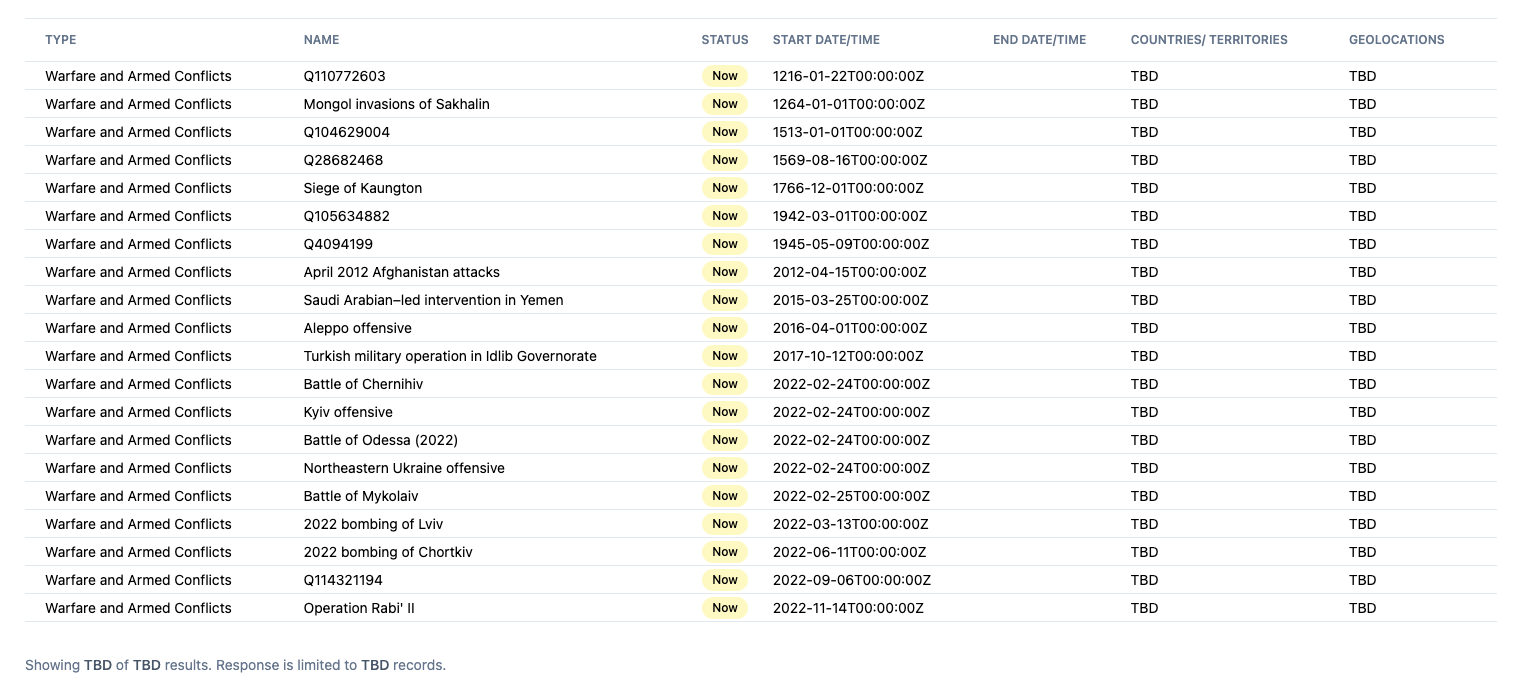 TYPE NAME STATUS START DATE/TIME END DATE/TIME COUNTRIES/ TERRITORIES GEOLOCATIONS
Warfare and Armed Conflicts Q110772603 Now 1216-01-22T00:00:00Z TBD TBD
Warfare and Armed Conflicts Mongol invasions of Sakhalin Now 1264-01-01T00:00:00Z TBD TBD
Warfare and Armed Conflicts Q104629004 Now 1513-01-01T00:00:00Z TBD TBD
Warfare and Armed Conflicts Q28682468 Now 1569-08-16T00:00:00Z TBD TBD
Warfare and Armed Conflicts Siege of Kaungton Now 1766-12-01T00:00:00Z TBD TBD
Warfare and Armed Conflicts Q105634882 Now 1942-03-01T00:00:00Z TBD TBD
Warfare and Armed Conflicts Q4094199 Now 1945-05-09T00:00:00Z TBD TBD
Warfare and Armed Conflicts April 2012 Afghanistan attacks Now 2012-04-15T00:00:00Z TBD TBD
Warfare and Armed Conflicts Saudi Arabian–led intervention in Yemen Now 2015-03-25T00:00:00Z TBD TBD
Warfare and Armed Conflicts Aleppo offensive Now 2016-04-01T00:00:00Z TBD TBD
Warfare and Armed Conflicts Turkish military operation in Idlib Governorate Now 2017-10-12T00:00:00Z TBD TBD
Warfare and Armed Conflicts Battle of Chernihiv Now 2022-02-24T00:00:00Z TBD TBD
Warfare and Armed Conflicts Kyiv offensive Now 2022-02-24T00:00:00Z TBD TBD
Warfare and Armed Conflicts Battle of Odessa (2022) Now 2022-02-24T00:00:00Z TBD TBD
Warfare and Armed Conflicts Northeastern Ukraine offensive Now 2022-02-24T00:00:00Z TBD TBD
Warfare and Armed Conflicts Battle of Mykolaiv Now 2022-02-25T00:00:00Z TBD TBD
Warfare and Armed Conflicts 2022 bombing of Lviv Now 2022-03-13T00:00:00Z TBD TBD
Warfare and Armed Conflicts 2022 bombing of Chortkiv Now 2022-06-11T00:00:00Z TBD TBD
Warfare and Armed Conflicts Q114321194 Now 2022-09-06T00:00:00Z TBD TBD
Warfare and Armed Conflicts Operation Rabi' II Now 2022-11-14T00:00:00Z TBD TBD
Showing TBD of TBD results. Response is limited to TBD records.